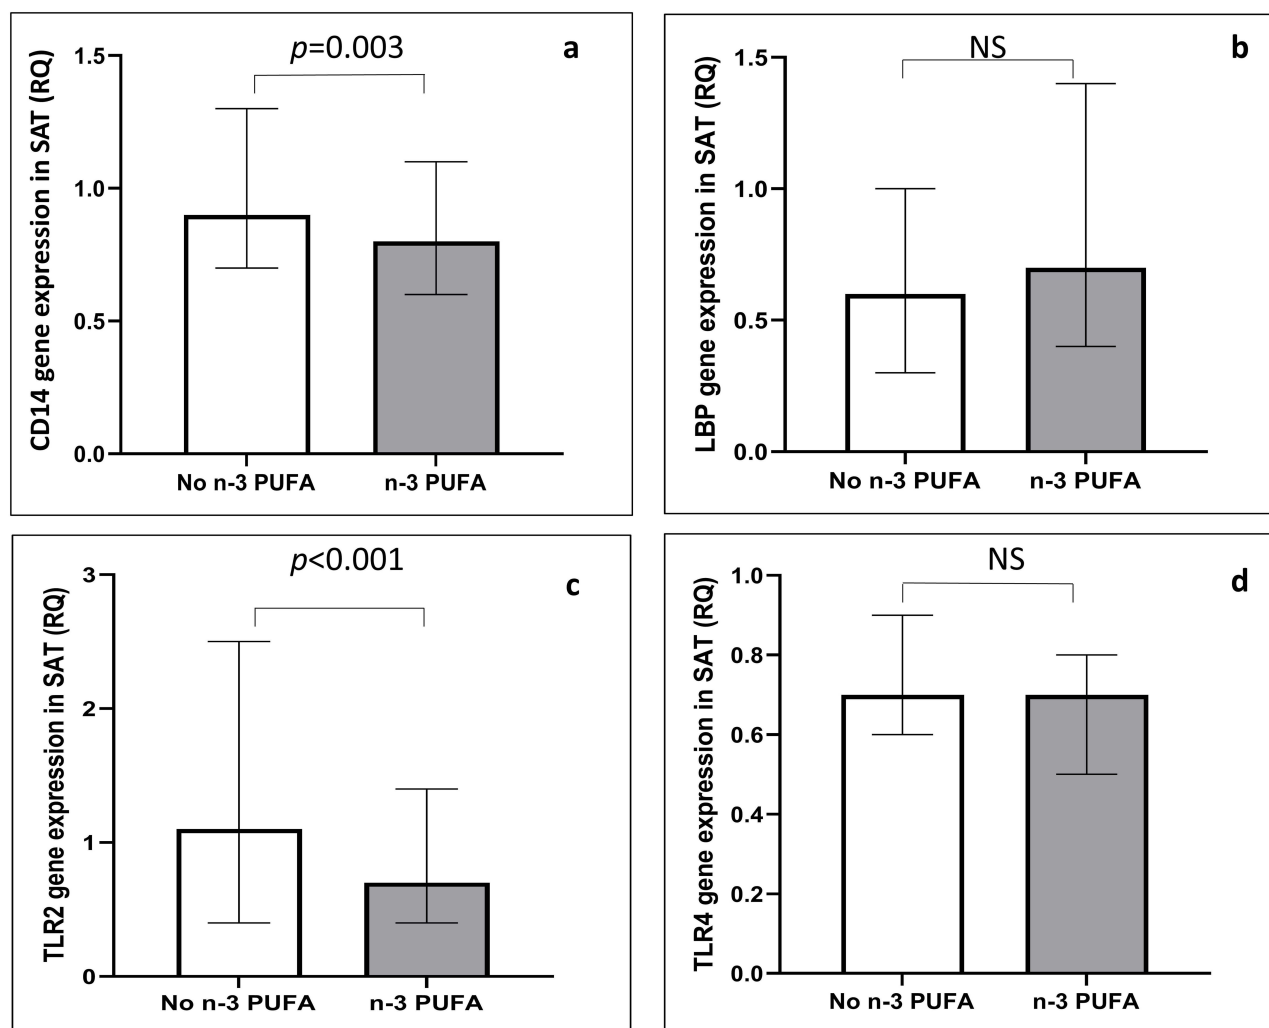 p=0.003
a
CD14 gene expression in SAT (RQ)
1.5
1.0
0.5
0.0
No n-3 PUFA n-3 PUFA
NS
b
LBP gene expression in SAT (RQ)
1.5
1.0
0.5
0.0
No n-3 PUFA n-3 PUFA
p<0.001
c
TLR2 gene expression in SAT (RQ)
3
2
1
0
No n-3 PUFA n-3 PUFA
NS
d
TLR4 gene expression in SAT (RQ)
1.0
0.8
0.6
0.4
0.2
0.0
No n-3 PUFA n-3 PUFA